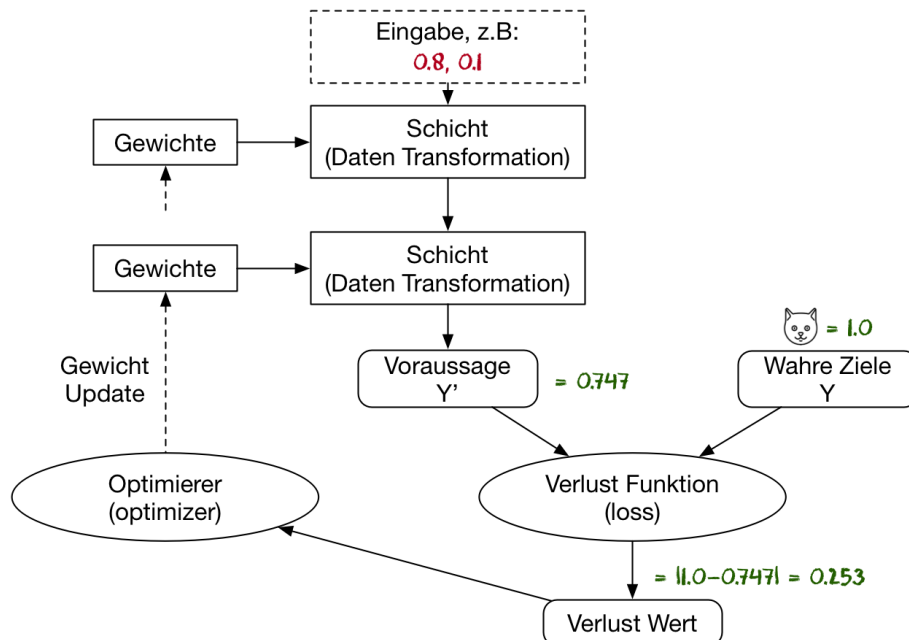 Eingabe, z.B:
0.8, 0.1
Gewichte
Schicht
(Daten Transformation)
Gewichte
Schicht
(Daten Transformation)
= 1.0
Gewicht
Update
Voraussage
Y'
= 0.747
Wahre Ziele
Y
Optimierer
(optimizer)
Verlust Funktion
(loss)
= |1.0-0.747| = 0.253
Verlust Wert